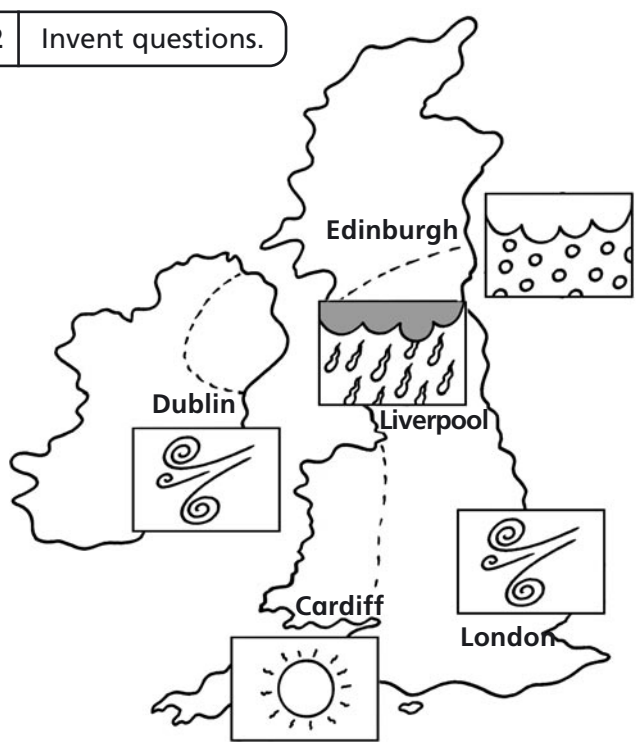 2 Invent questions.
Edinburgh
Dublin
Liverpool
Cardiff
London